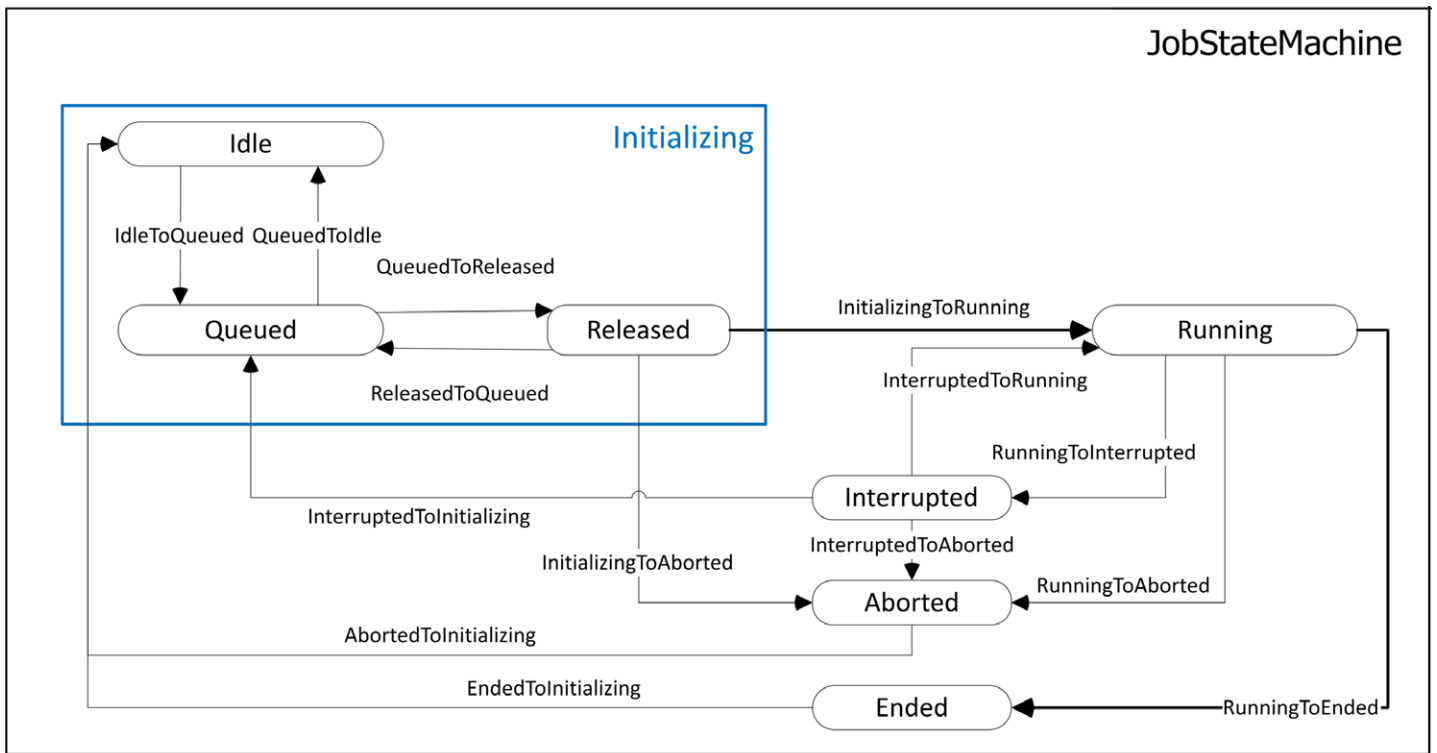 JobStateMachine
Initializing
Idle
IdleToQueued
QueuedToIdle
QueuedToReleased
Queued
Released
InitializingToRunning
Running
InterruptedToRunning
ReleasedToQueued
RunningToInterrupted
Interrupted
InterruptedToInitializing
InterruptedToAborted
InitializingToAborted
RunningToAborted
Aborted
AbortedToInitializing
EndedToInitializing
Ended
RunningToEnded